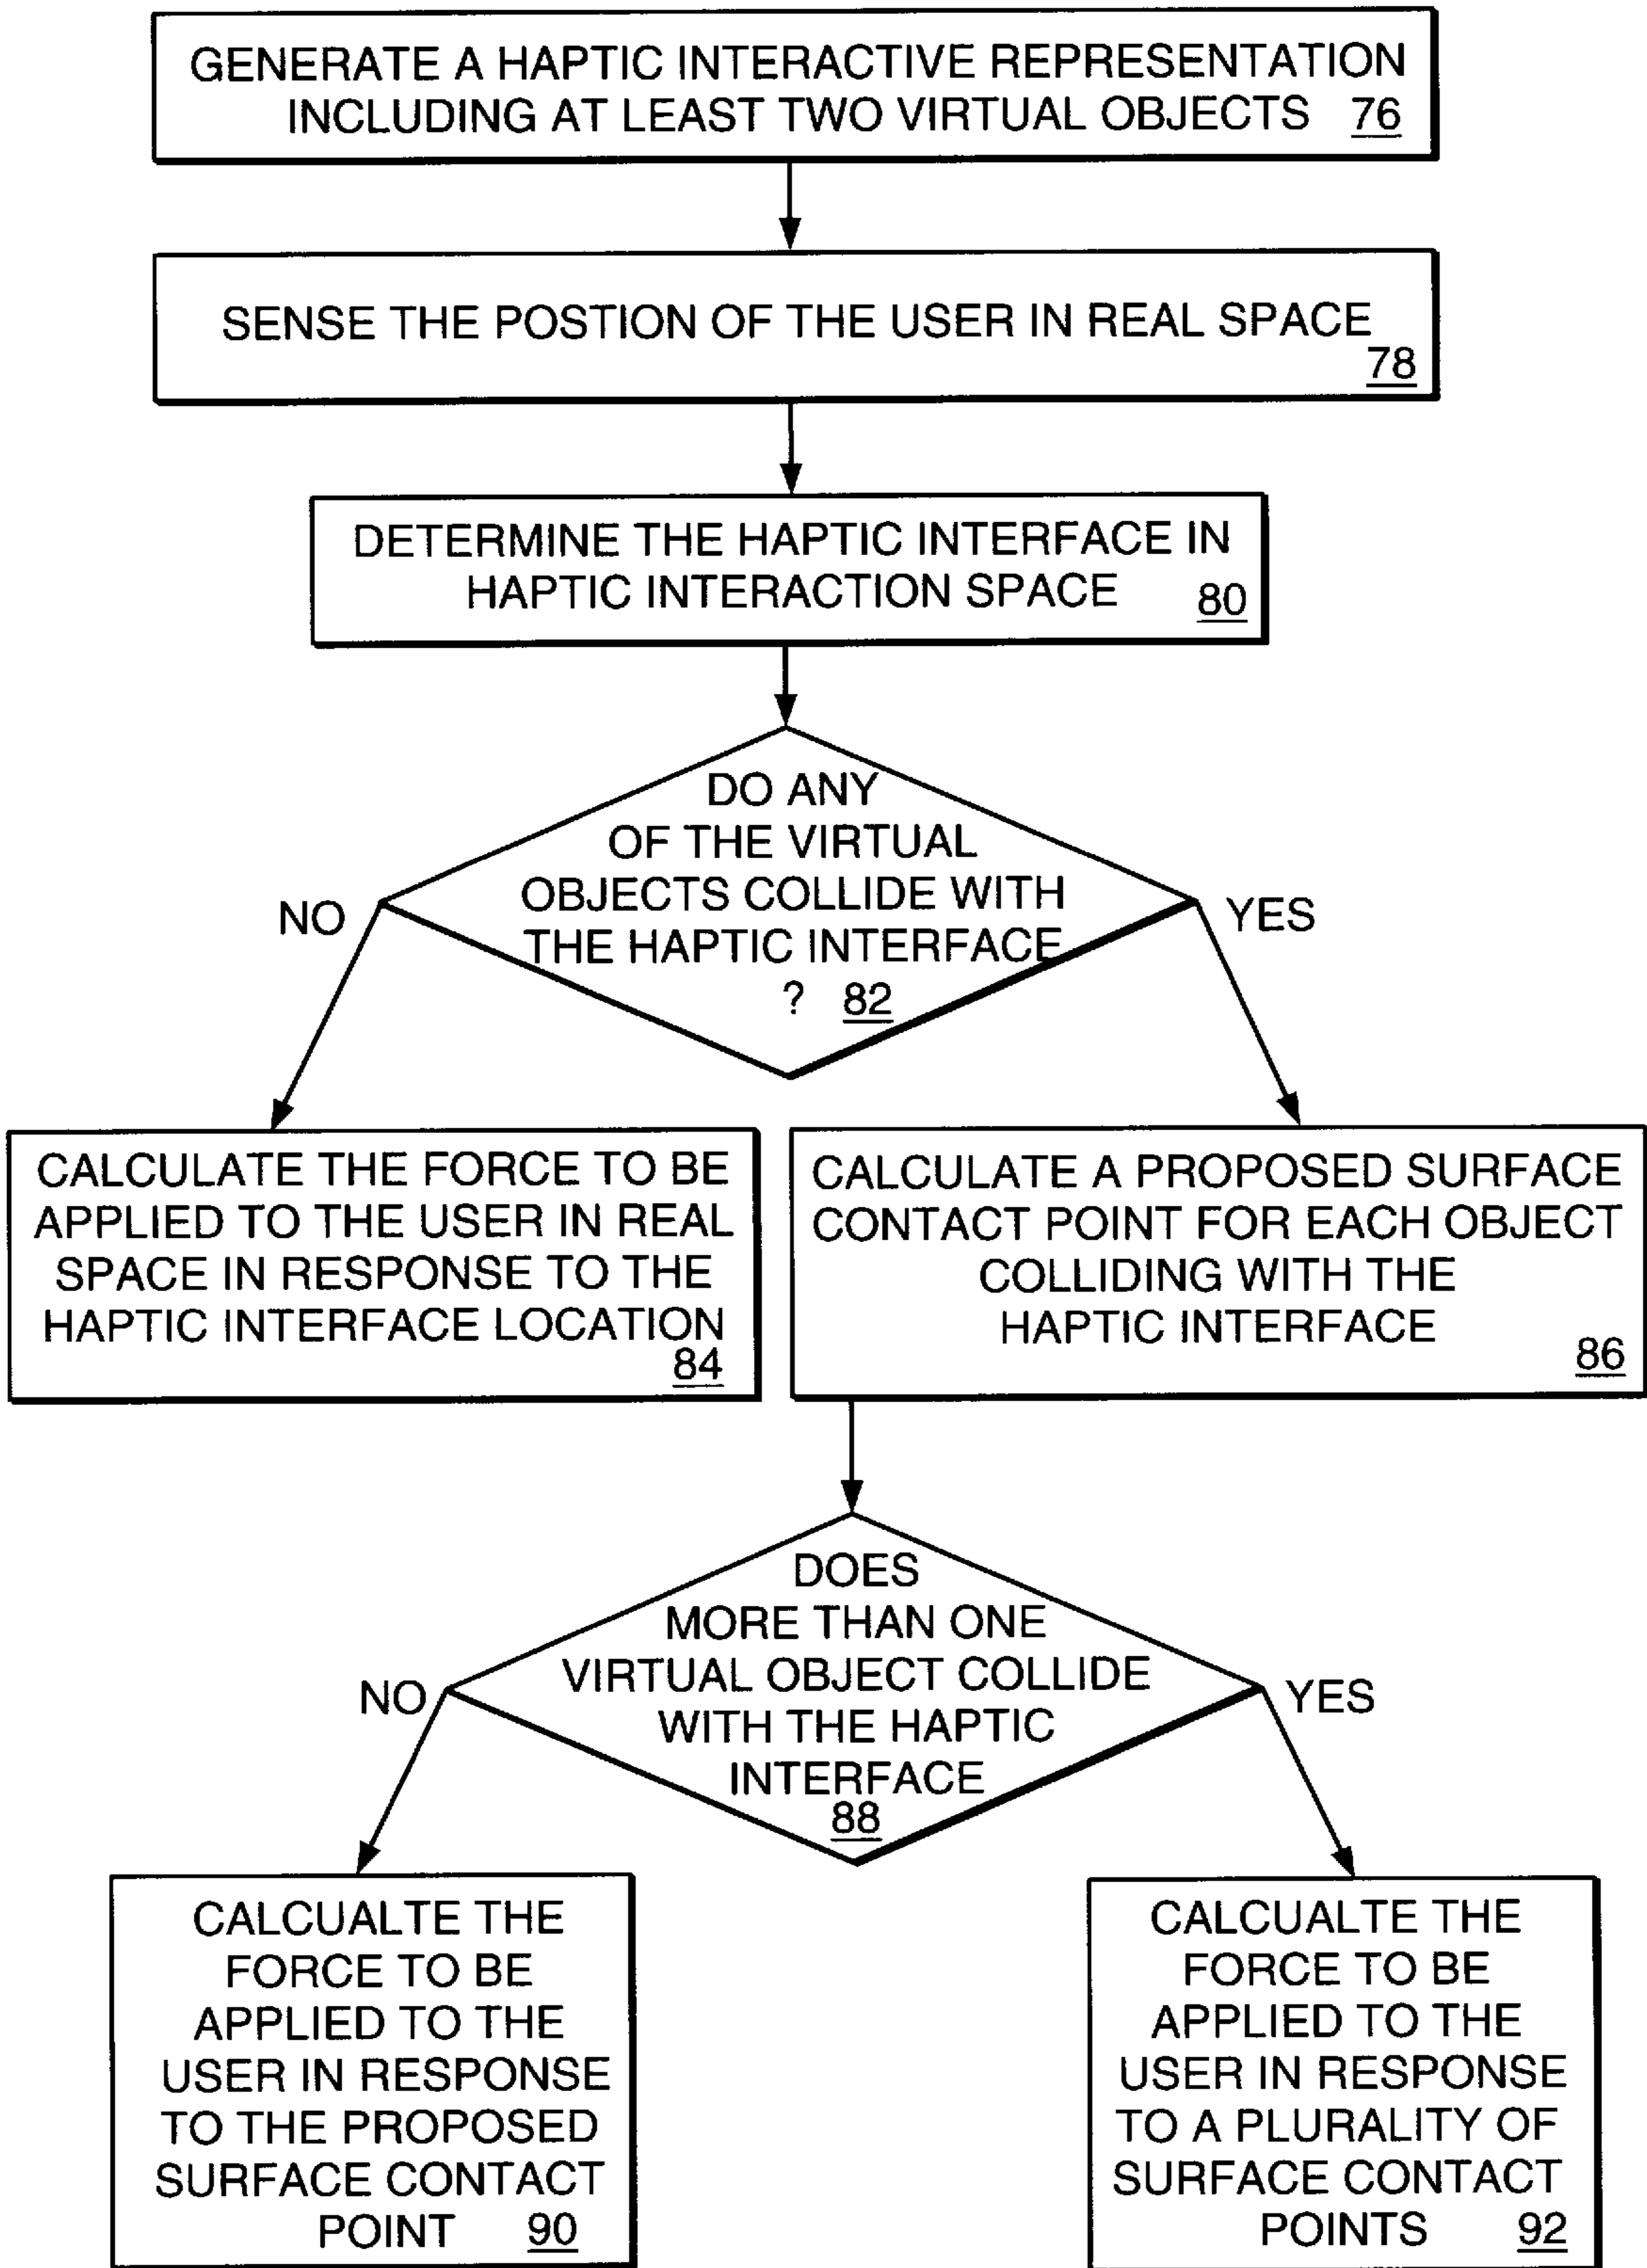 GENERATE A HAPTIC INTERACTIVE REPRESENTATION
INCLUDING AT LEAST TWO VIRTUAL OBJECTS 76
SENSE THE POSTION OF THE USER IN REAL SPACE
78
DETERMINE THE HAPTIC INTERFACE IN
HAPTIC INTERACTION SPACE 80
DO ANY
OF THE VIRTUAL
OBJECTS COLLIDE WITH
THE HAPTIC INTERFACE
? 82
NO
YES
CALCULATE THE FORCE TO BE
APPLIED TO THE USER IN REAL
SPACE IN RESPONSE TO THE
HAPTIC INTERFACE LOCATION
84
CALCULATE A PROPOSED SURFACE
CONTACT POINT FOR EACH OBJECT
COLLIDING WITH THE
HAPTIC INTERFACE
86
DOES
MORE THAN ONE
VIRTUAL OBJECT COLLIDE
WITH THE HAPTIC
INTERFACE
88
NO
YES
CALCUALTE THE
FORCE TO BE
APPLIED TO THE
USER IN RESPONSE
TO THE PROPOSED
SURFACE CONTACT
POINT 90
CALCUALTE THE
FORCE TO BE
APPLIED TO THE
USER IN RESPONSE
TO A PLURALITY OF
SURFACE CONTACT
POINTS 92